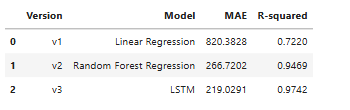 Version Model MAE R-squared
0 v1 Linear Regression 820.3828 0.7220
1 v2 Random Forest Regression 266.7202 0.9469
2 v3 LSTM 219.0291 0.9742